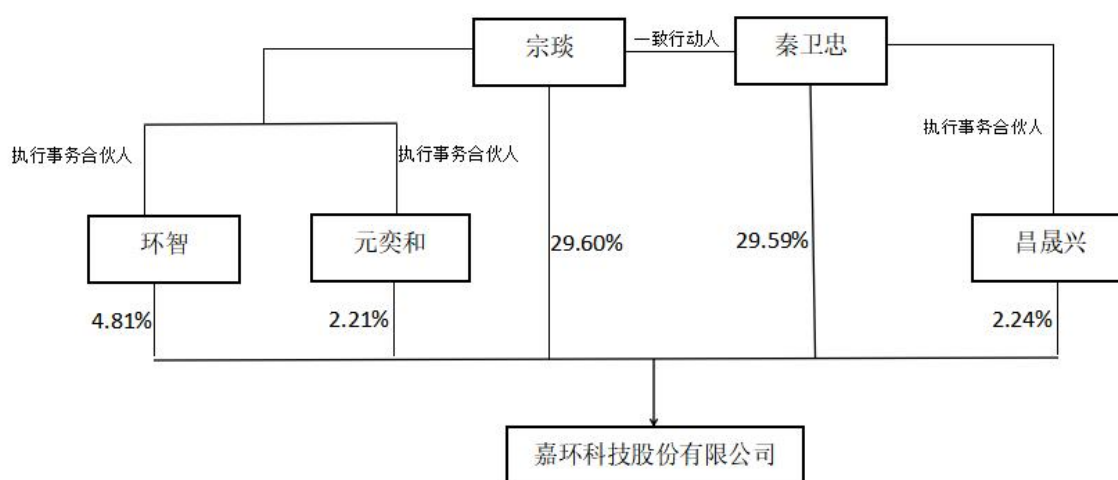 宗琰
一致行动人
秦卫忠
执行事务合伙人
执行事务合伙人
执行事务合伙人
环智
元奕和
29.60%
29.59%
昌晟兴
4.81%
2.21%
2.24%
嘉环科技股份有限公司